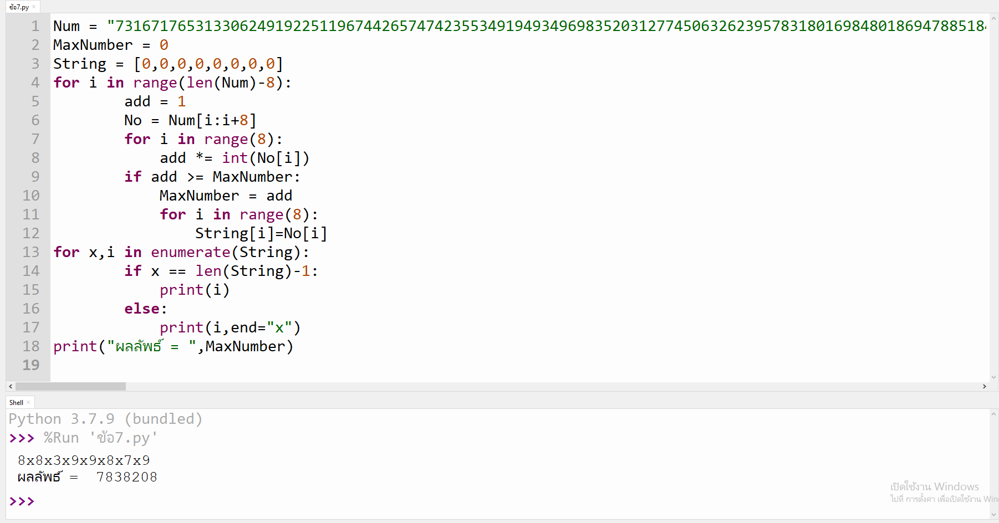 ข้อ7.py ×
1 Num = "73167176531330624919225119674426574742355349194934969835203127745063262395783180169848018694788518
2 MaxNumber = 0
3 String = [0,0,0,0,0,0,0,0]
4 for i in range(len(Num)-8):
5 add = 1
6 No = Num[i:i+8]
7 for i in range(8):
8 add *= int(No[i])
9 if add >= MaxNumber:
10 MaxNumber = add
11 for i in range(8):
12 String[i]=No[i]
13 for x,i in enumerate(String):
14 if x == len(String)-1:
15 print(i)
16 else:
17 print(i,end="x")
18 print("ผลลัพธ์ = ",MaxNumber)
19
Shell ×
Python 3.7.9 (bundled)
>>> %Run 'ข้อ7.py'
8x8x3x9x9x8x7x9
ผลลัพธ์ = 7838208
>>>
เปิดใช้งาน Windows
ไปที่ การตั้งค่า เพื่อเปิดใช้งาน Win